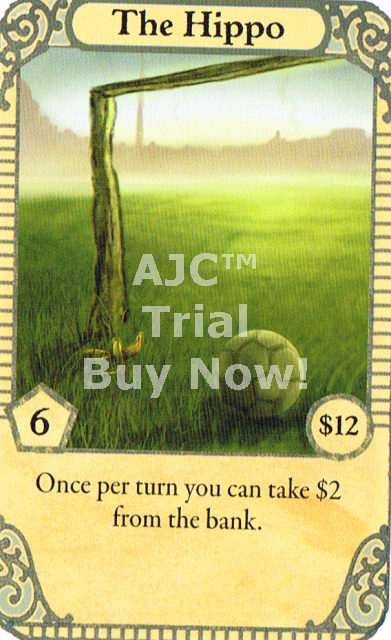 The Hippo
AJC™
Trial
Buy Now!
6
$12
Once per turn you can take $2
from the bank.